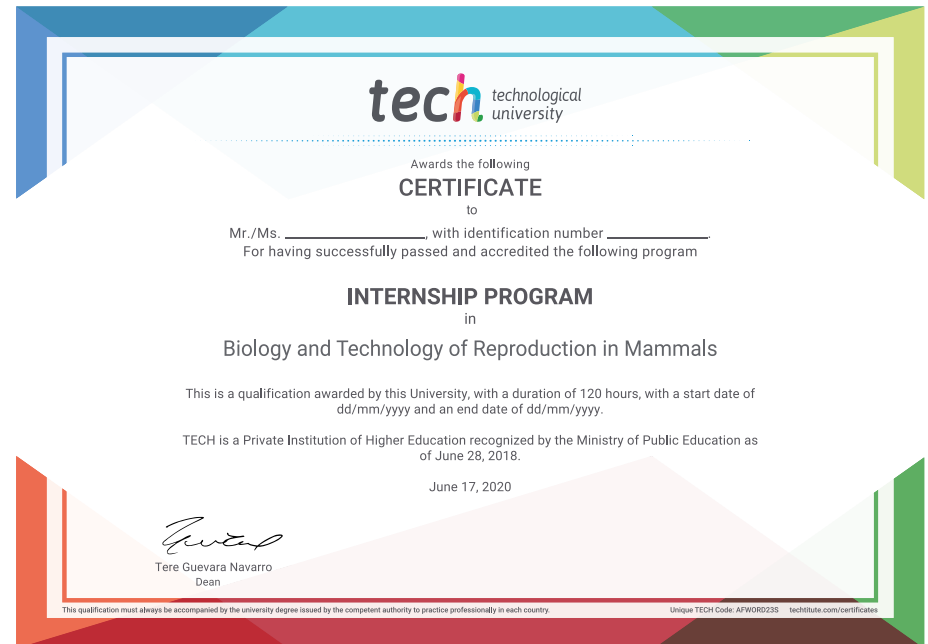 tech technological
university
Awards the following
CERTIFICATE
to
Mr./Ms. ____________________, with identification number ______________.
For having successfully passed and accredited the following program
INTERNSHIP PROGRAM
in
Biology and Technology of Reproduction in Mammals
This is a qualification awarded by this University, with a duration of 120 hours, with a start date of
dd/mm/yyyy and an end date of dd/mm/yyyy.
TECH is a Private Institution of Higher Education recognized by the Ministry of Public Education as
of June 28, 2018.
June 17, 2020
Tere Guevara Navarro
Dean
This qualification must always be accompanied by the university degree issued by the competent authority to practice professionally in each country. Unique TECH Code: AFWORD23S techtitute.com/certificates